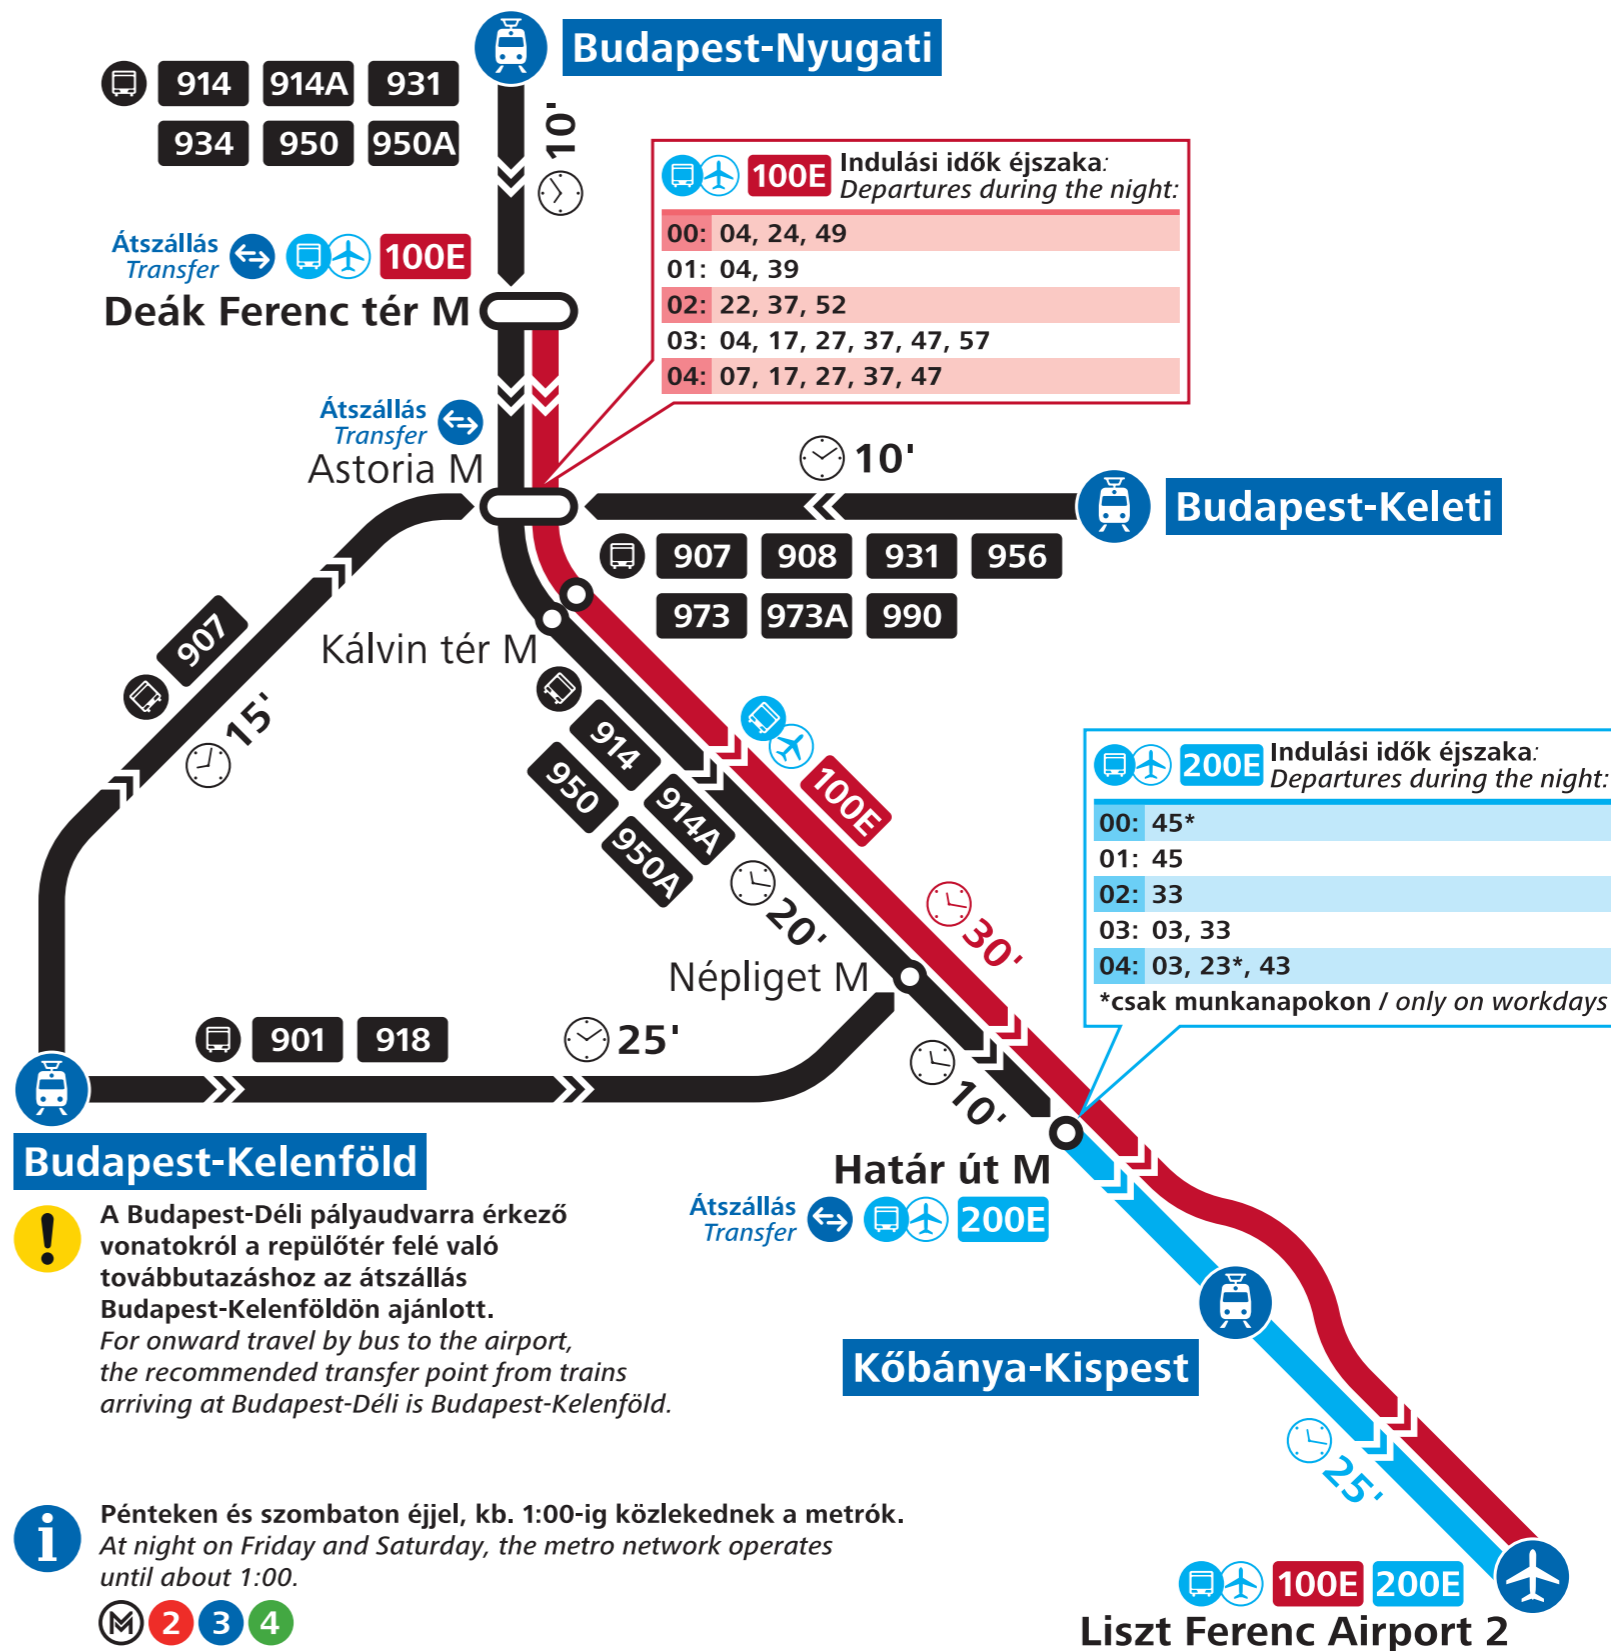 Budapest-Nyugati
914 914A 931
934 950 950A
10'
100E Indulási idők éjszaka:
Departures during the night:
00: 04, 24, 49
01: 04, 39
02: 22, 37, 52
03: 04, 17, 27, 37, 47, 57
04: 07, 17, 27, 37, 47
Átszállás
Transfer
100E
Deák Ferenc tér M
Átszállás
Transfer
Astoria M
10'
Budapest-Keleti
907 908 931 956
973 973A 990
907
15'
Kálvin tér M
914
914A
950
950A
20'
100E
30'
200E Indulási idők éjszaka:
Departures during the night:
00: 45*
01: 45
02: 33
03: 03, 33
04: 03, 23*, 43
*csak munkanapokon / only on workdays
Népliget M
901 918
25'
10'
Budapest-Kelenföld
Határ út M
Átszállás
Transfer
200E
! A Budapest-Déli pályaudvarra érkező
vonatokról a repülőtér felé való
továbbutazáshoz az átszállás
Budapest-Kelenföldön ajánlott.
For onward travel by bus to the airport,
the recommended transfer point from trains
arriving at Budapest-Déli is Budapest-Kelenföld.
Kőbánya-Kispest
25'
i Pénteken és szombaton éjjel, kb. 1:00-ig közlekednek a metrók.
At night on Friday and Saturday, the metro network operates
until about 1:00.
M 2 3 4
100E 200E
Liszt Ferenc Airport 2